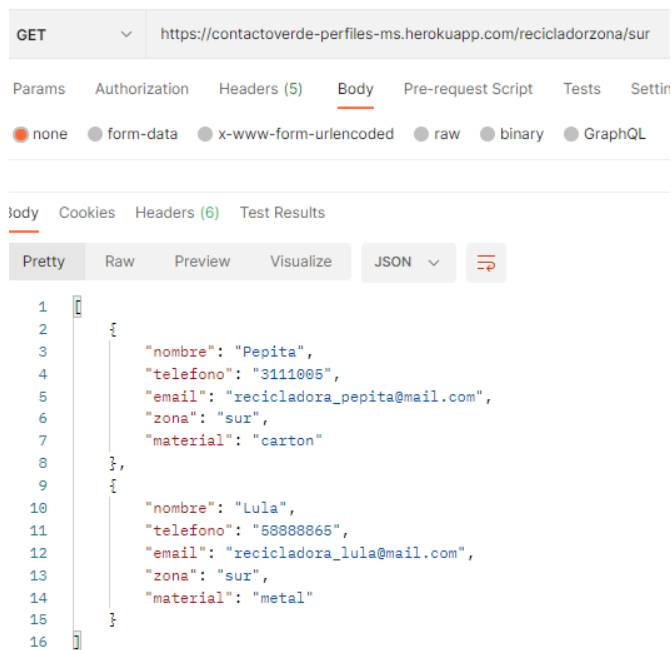 GET https://contactoverde-perfiles-ms.herokuapp.com/recicladorzona/sur
Params Authorization Headers (5) Body Pre-request Script Tests Settin
none form-data x-www-form-urlencoded raw binary GraphQL
Body Cookies Headers (6) Test Results
Pretty Raw Preview Visualize JSON
1 [
2 {
3 "nombre": "Pepita",
4 "telefono": "3111005",
5 "email": "recicladora_pepita@mail.com",
6 "zona": "sur",
7 "material": "carton"
8 },
9 {
10 "nombre": "Lula",
11 "telefono": "58888865",
12 "email": "recicladora_lula@mail.com",
13 "zona": "sur",
14 "material": "metal"
15 }
16 ]